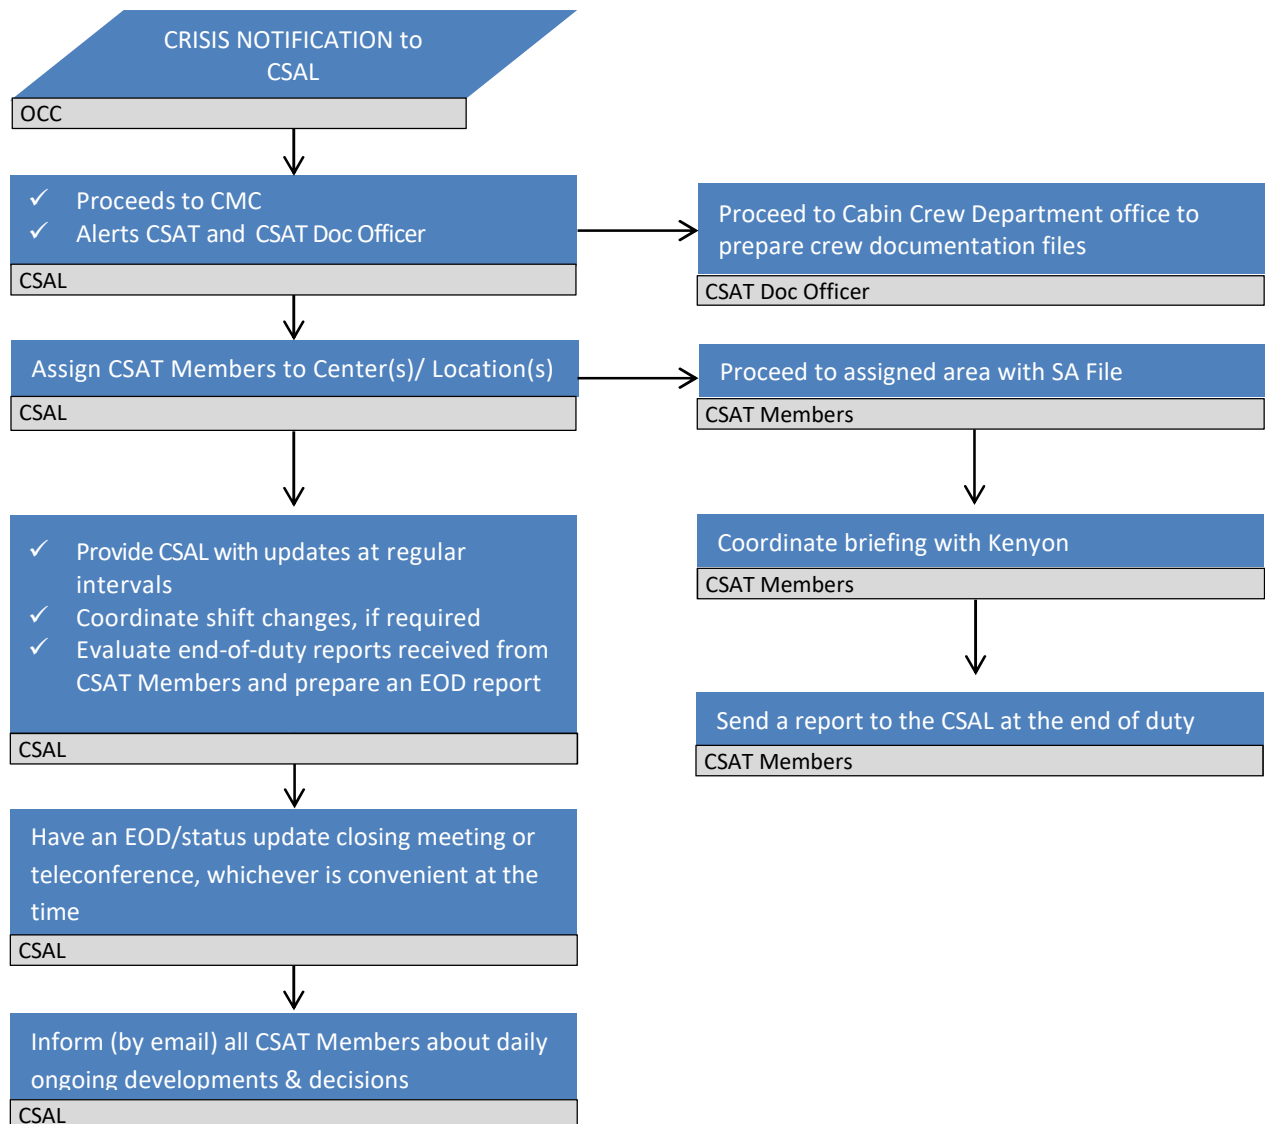 CRISIS NOTIFICATION to
CSAL
OCC
✓ Proceeds to CMC
✓ Alerts CSAT and CSAT Doc Officer
CSAL
Proceed to Cabin Crew Department office to
prepare crew documentation files
CSAT Doc Officer
Assign CSAT Members to Center(s)/ Location(s)
CSAL
Proceed to assigned area with SA File
CSAT Members
Coordinate briefing with Kenyon
CSAT Members
Send a report to the CSAL at the end of duty
CSAT Members
✓ Provide CSAL with updates at regular
intervals
✓ Coordinate shift changes, if required
✓ Evaluate end-of-duty reports received from
CSAT Members and prepare an EOD report
CSAL
Have an EOD/status update closing meeting or
teleconference, whichever is convenient at the
time
CSAL
Inform (by email) all CSAT Members about daily
ongoing developments & decisions
CSAL